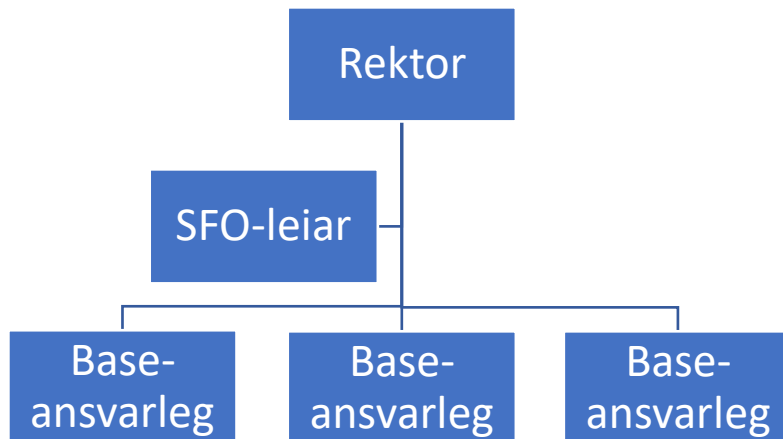 Rektor
SFO-leiar
Base-
ansvarleg
Base-
ansvarleg
Base-
ansvarleg